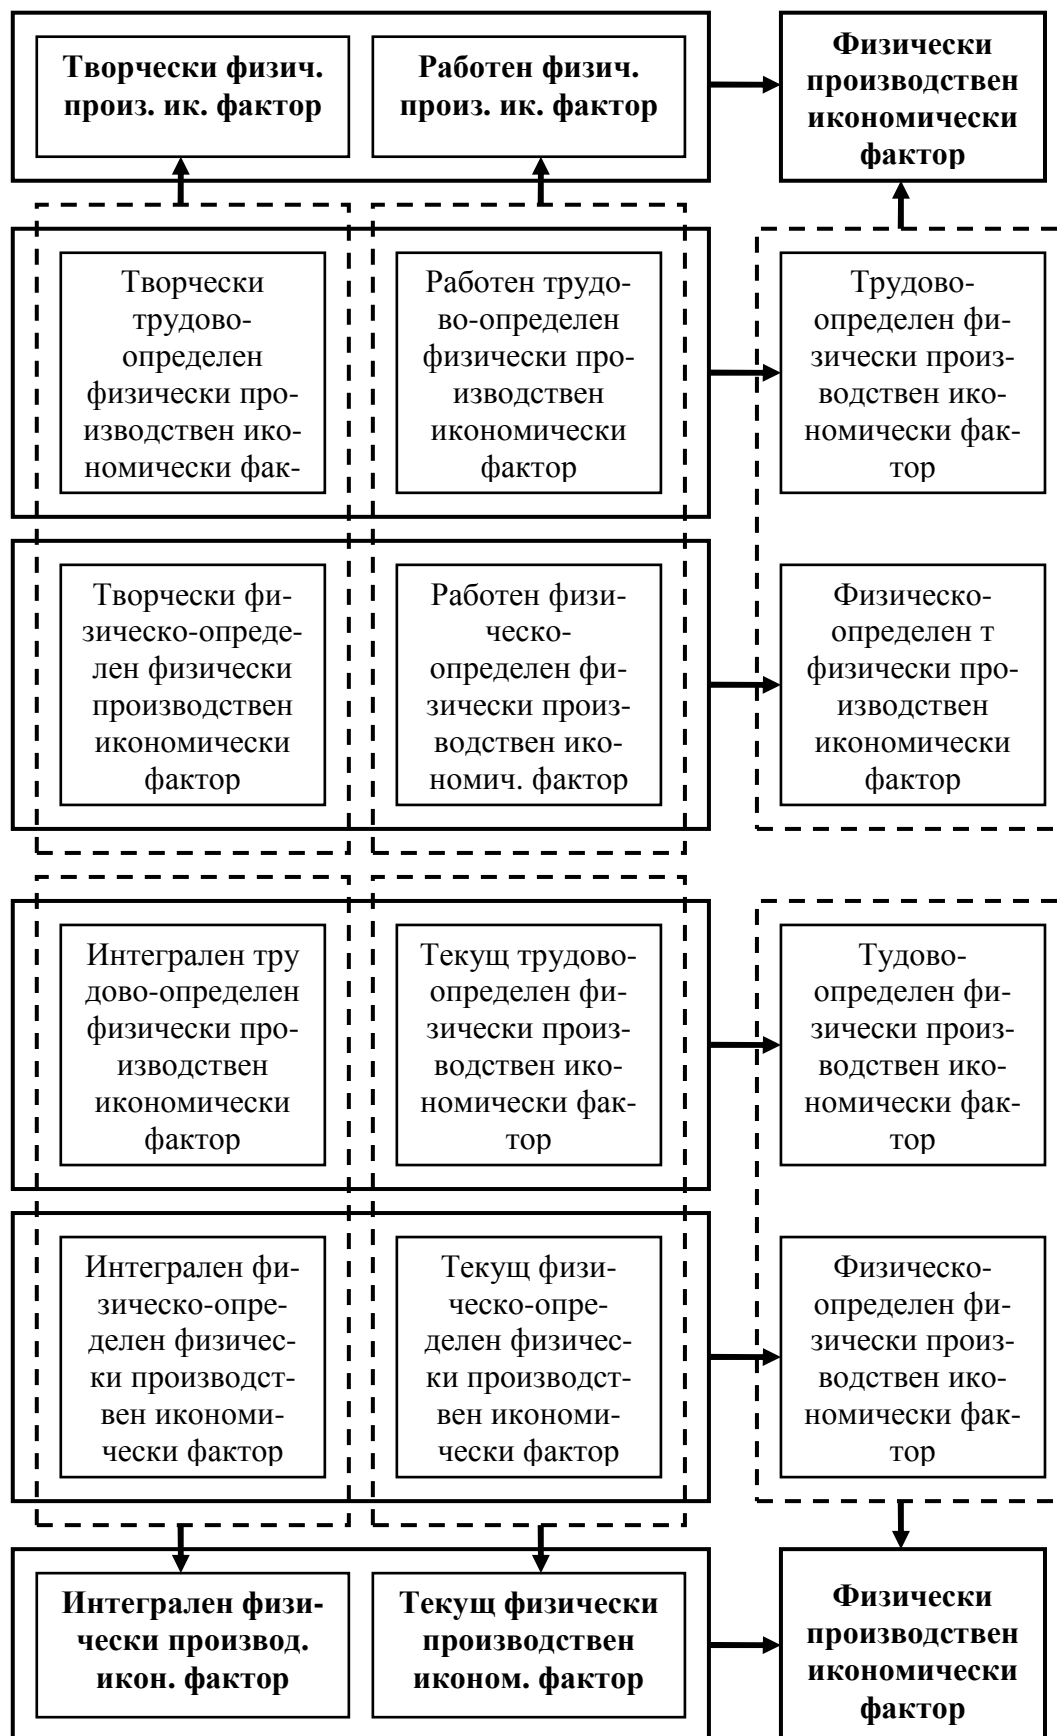 Творчески физич.
произ. ик. фактор
Работен физич.
произ. ик. фактор
Физически
производствен
икономически
фактор
Творчески
трудово-
определен
физически про-
изводствен ико-
номически фак-
Работен трудо-
во-определен
физически про-
изводствен
икономически
фактор
Трудово-
определен фи-
зически произ-
водствен ико-
номически фак-
тор
Творчески фи-
зическо-опреде-
лен физически
производствен
икономически
фактор
Работен физи-
ческо-
определен фи-
зически произ-
водствен ико-
номич. фактор
Физическо-
определен т
физически про-
изводствен
икономически
фактор
Интегрален тру
дово-определен
физически про-
изводствен
икономически
фактор
Текущ трудово-
определен фи-
зически произ-
водствен ико-
номически фак-
тор
Тудово-
определен фи-
зически произ-
водствен ико-
номически фак-
тор
Интегрален фи-
зическо-опре-
делен физичес-
ки производст-
вен икономи-
чески фактор
Текущ физи-
ческо-опре-
делен физичес-
ки производст-
вен икономи-
чески фактор
Физическо-
определен фи-
зически произ-
водствен ико-
номически фак-
тор
Интегрален физи-
чески производ.
икон. фактор
Текущ физически
производствен
иконом. фактор
Физически
производствен
икономически
фактор